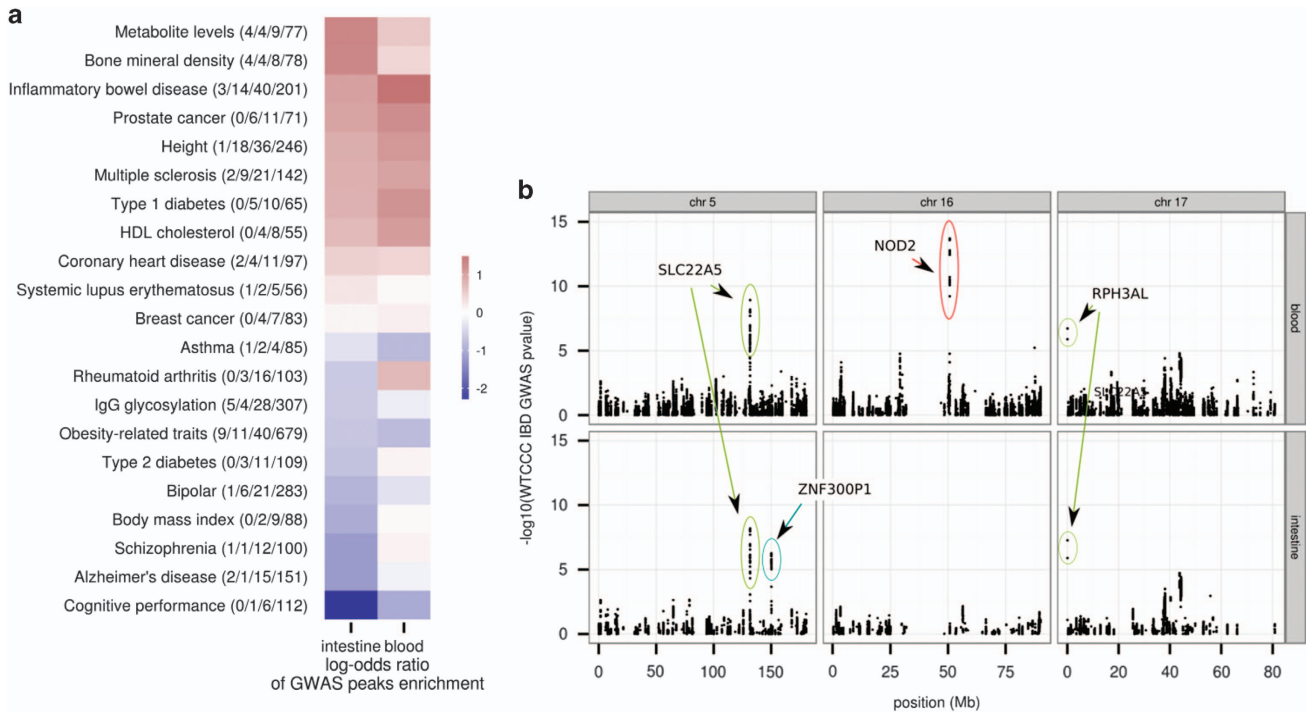 a
Metabolite levels (4/4/9/77)
Bone mineral density (4/4/8/78)
Inflammatory bowel disease (3/14/40/201)
Prostate cancer (0/6/11/71)
Height (1/18/36/246)
Multiple sclerosis (2/9/21/142)
Type 1 diabetes (0/5/10/65)
HDL cholesterol (0/4/8/55)
Coronary heart disease (2/4/11/97)
Systemic lupus erythematosus (1/2/5/56)
Breast cancer (0/4/7/83)
Asthma (1/2/4/85)
Rheumatoid arthritis (0/3/16/103)
IgG glycosylation (5/4/28/307)
Obesity-related traits (9/11/40/679)
Type 2 diabetes (0/3/11/109)
Bipolar (1/6/21/283)
Body mass index (0/2/9/88)
Schizophrenia (1/1/12/100)
Alzheimer's disease (2/1/15/151)
Cognitive performance (0/1/6/112)
intestine blood
log-odds ratio
of GWAS peaks enrichment
1
0
-1
-2
b
chr 5
chr 16
chr 17
-log10(WTCCC IBD GWAS pvalue)
15
10
5
0
SLC22A5
NOD2
RPH3AL
SLC22A5
blood
15
10
5
0
ZNF300P1
intestine
0 50 100 150
0 25 50 75
0 20 40 60 80
position (Mb)